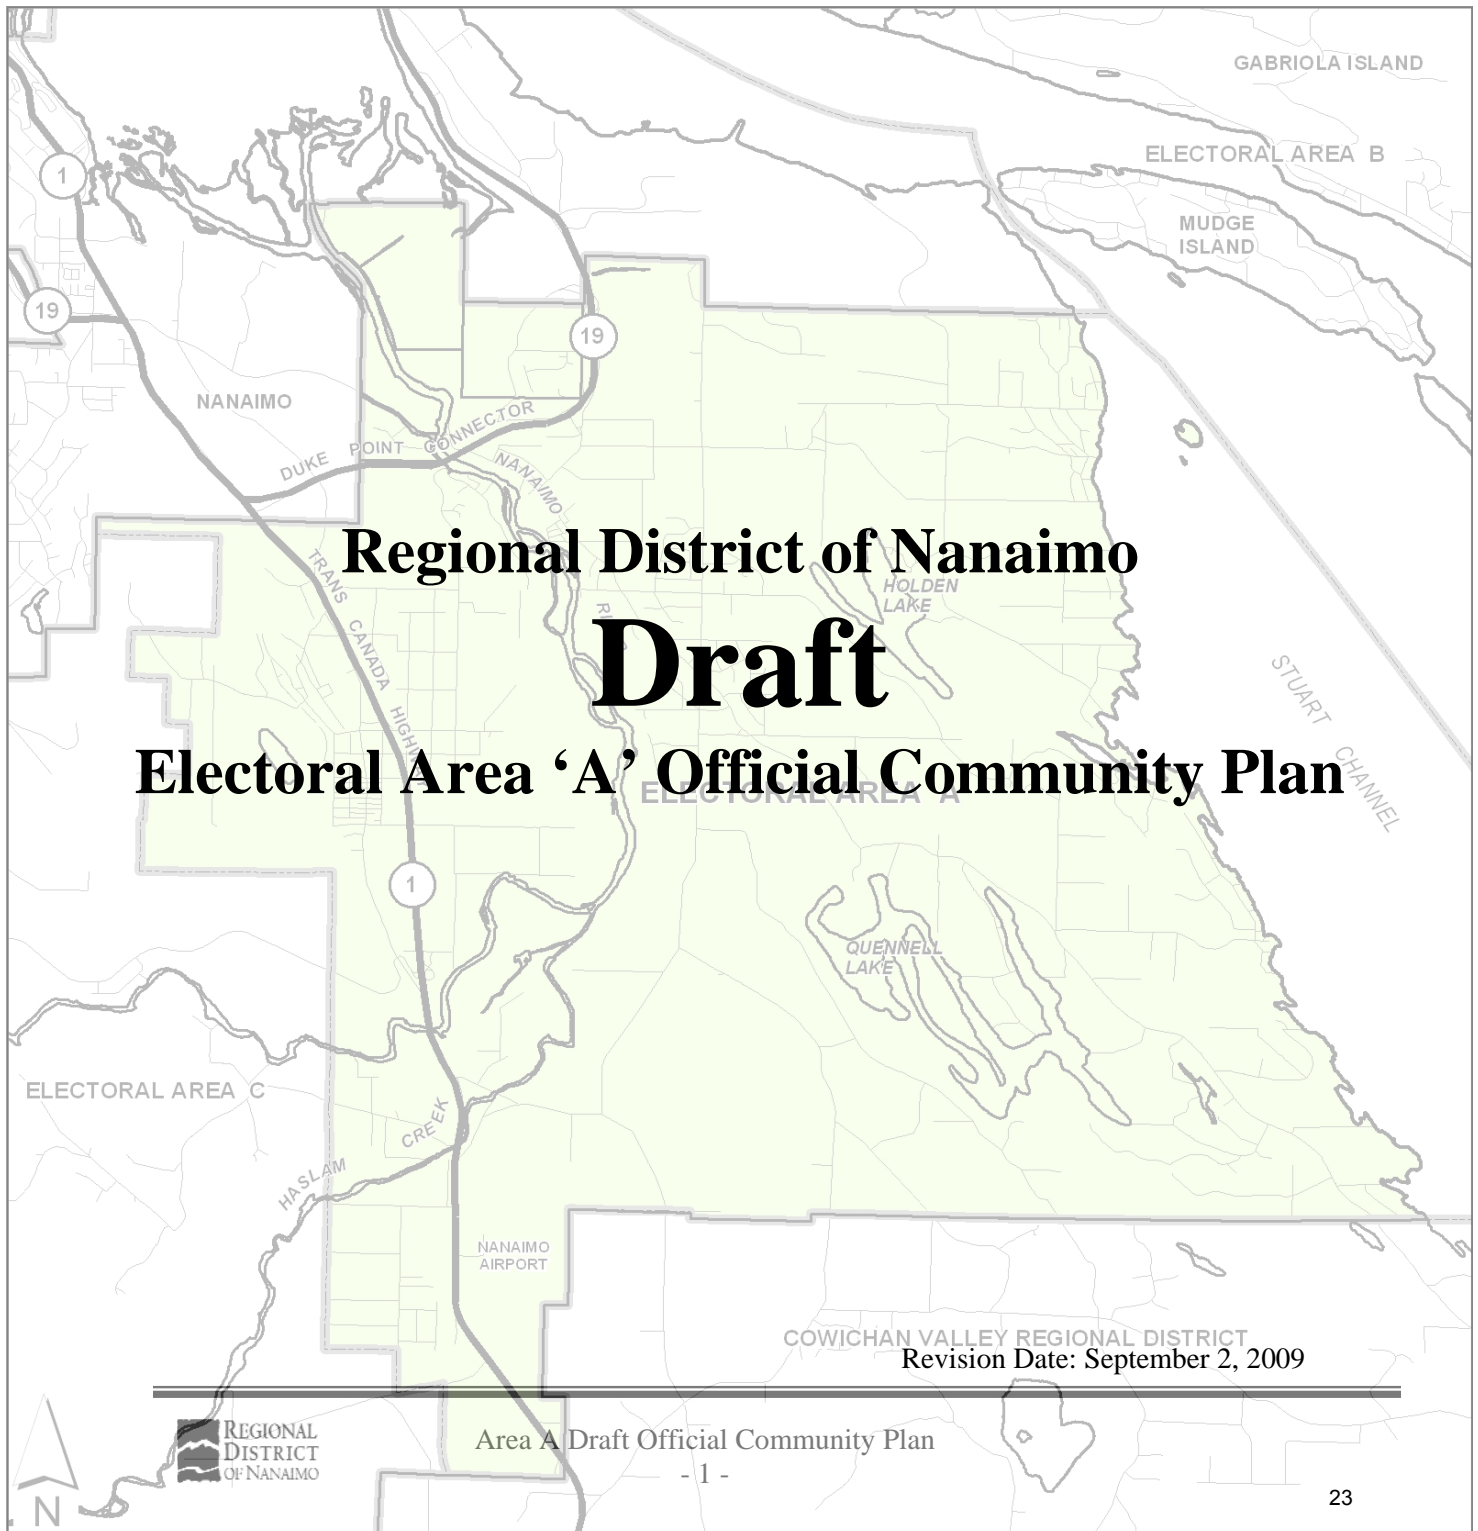 GABRIOLA ISLAND
ELECTORAL AREA B
1
MUDGE
ISLAND
19
19
NANAIMO
DUKE POINT CONNECTOR
NANAIMO
Regional District of Nanaimo
TRANS CANADA HIGHW
HOLDEN
LAKE
Draft
STUART CHANNEL
Electoral Area ‘A’ Official Community Plan
ELECTORAL AREA A
1
QUENNELL
LAKE
ELECTORAL AREA C
HASLAM CREEK
NANAIMO
AIRPORT
COWICHAN VALLEY REGIONAL DISTRICT
Revision Date: September 2, 2009
REGIONAL
DISTRICT
OF NANAIMO
Area A Draft Official Community Plan
- 1 -
N
23